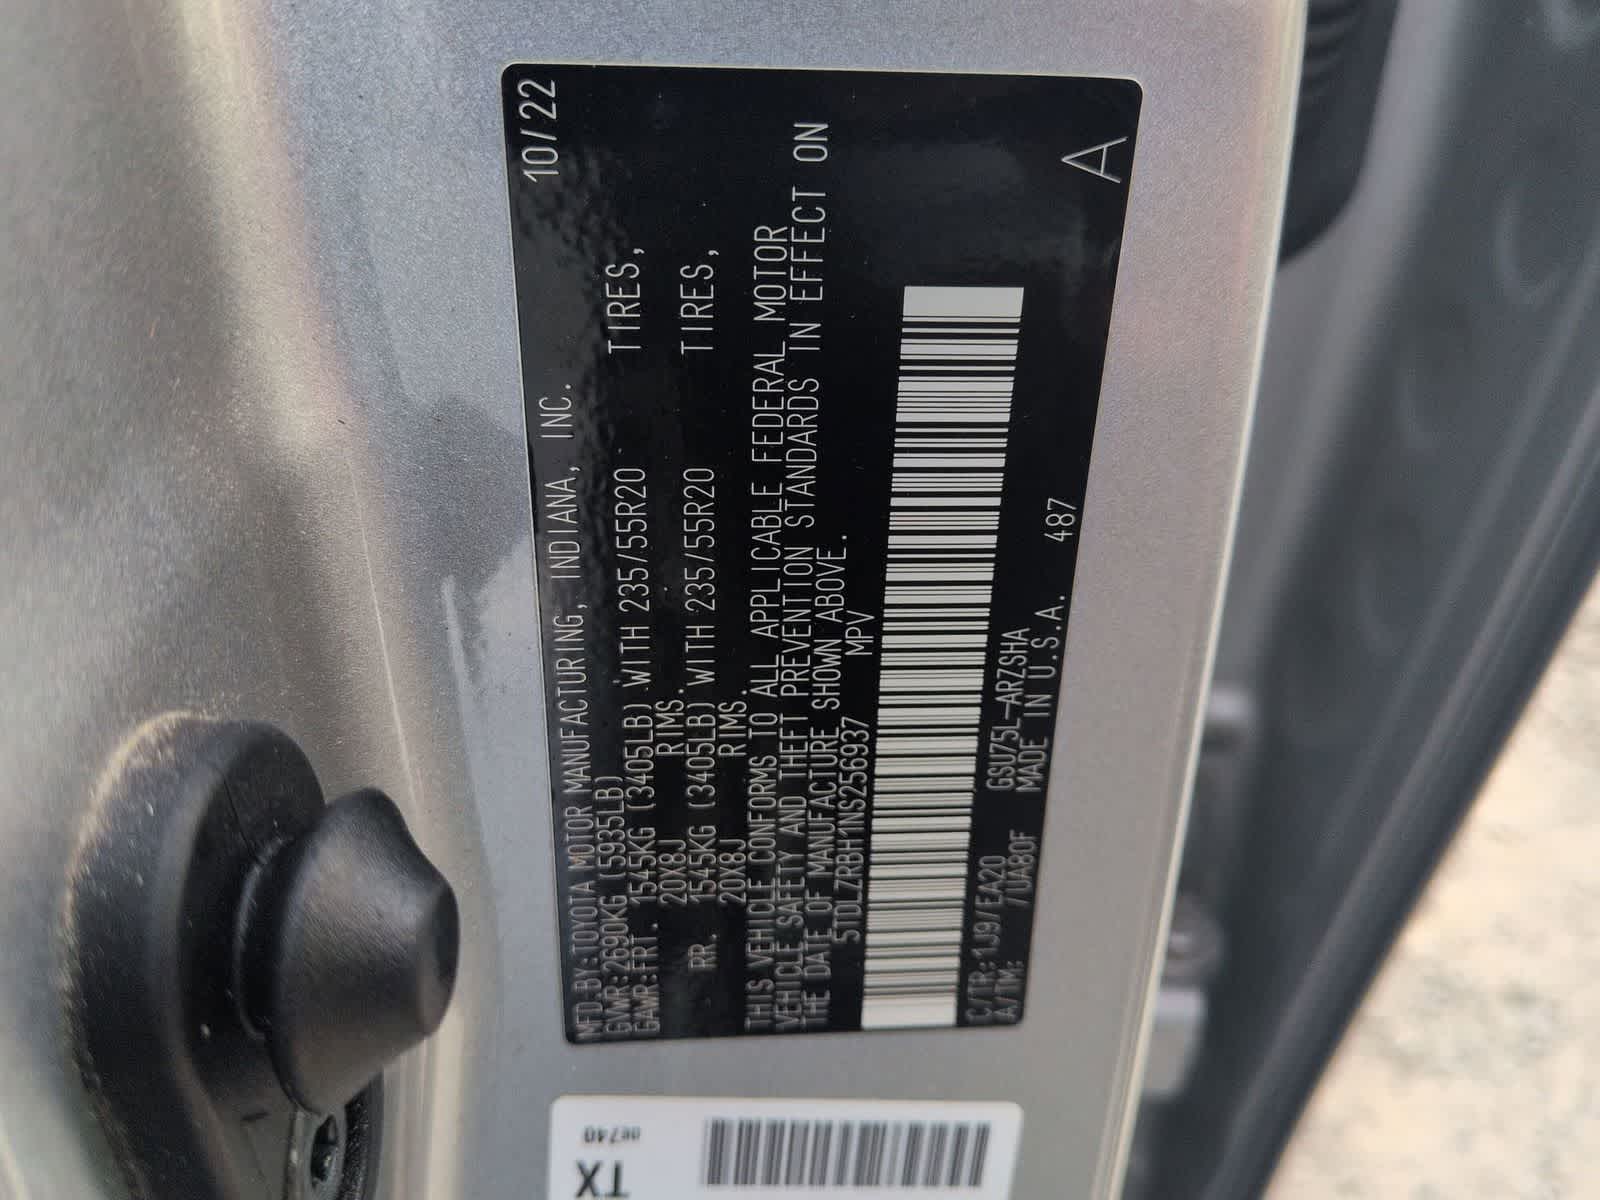 MFD.BY:TOYOTA MOTOR MANUFACTURING, INDIANA, INC. 10/22
GVWR:2690KG (5935LB)
GAWR:FRT. 1545KG (3405LB) WITH 235/55R20 TIRES,
20X8J RIMS.
RR. 1545KG (3405LB) WITH 235/55R20 TIRES,
20X8J RIMS.
THIS VEHICLE CONFORMS TO ALL APPLICABLE FEDERAL MOTOR
VEHICLE SAFETY AND THEFT PREVENTION STANDARDS IN EFFECT ON
THE DATE OF MANUFACTURE SHOWN ABOVE.
5TDLZRBH1NS256937 MPV
C/TR:1J9/EA20 GSU75L-ARZSHA
A/TM: /UA80F MADE IN U.S.A. 487 A
TX
0E740